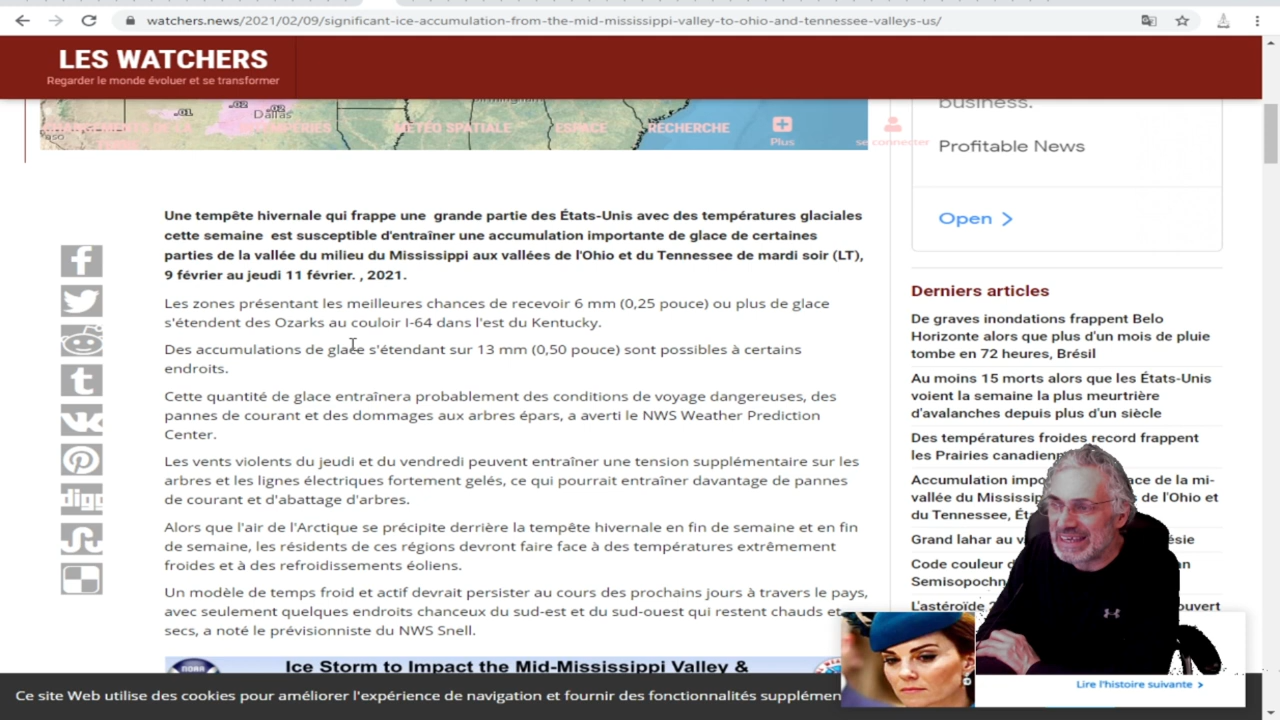 watchers.news/2021/02/09/significant-ice-accumulation-from-the-mid-mississippi-valley-to-ohio-and-tennessee-valleys-us/
LES WATCHERS
Regarder le monde évoluer et se transformer
.01
.02
.02
Dallas
MÉTÉO SPATIALE
ESPACE
RECHERCHE
Plus
se connecter
Une tempête hivernale qui frappe une grande partie des États-Unis avec des températures glaciales
cette semaine est susceptible d'entraîner une accumulation importante de glace de certaines
parties de la vallée du milieu du Mississippi aux vallées de l'Ohio et du Tennessee de mardi soir (LT),
9 février au jeudi 11 février. , 2021.
Les zones présentant les meilleures chances de recevoir 6 mm (0,25 pouce) ou plus de glace
s'étendent des Ozarks au couloir I-64 dans l'est du Kentucky.
Des accumulations de glace s'étendant sur 13 mm (0,50 pouce) sont possibles à certains
endroits.
Cette quantité de glace entraînera probablement des conditions de voyage dangereuses, des
pannes de courant et des dommages aux arbres épars, a averti le NWS Weather Prediction
Center.
Les vents violents du jeudi et du vendredi peuvent entraîner une tension supplémentaire sur les
arbres et les lignes électriques fortement gelés, ce qui pourrait entraîner davantage de pannes
de courant et d'abattage d'arbres.
Alors que l'air de l'Arctique se précipite derrière la tempête hivernale en fin de semaine et en fin
de semaine, les résidents de ces régions devront faire face à des températures extrêmement
froides et à des refroidissements éoliens.
Un modèle de temps froid et actif devrait persister au cours des prochains jours à travers le pays,
avec seulement quelques endroits chanceux du sud-est et du sud-ouest qui restent chauds et
secs, a noté le prévisionniste du NWS Snell.
Ice Storm to Impact the Mid-Mississippi Valley &
digg
business.
Profitable News
Open
Derniers articles
De graves inondations frappent Belo
Horizonte alors que plus d'un mois de pluie
tombe en 72 heures, Brésil
Au moins 15 morts alors que les États-Unis
voient la semaine la plus meurtrière
d'avalanches depuis plus d'un siècle
Des températures froides record frappent
les Prairies
Accumulation de la mi-
vallée du de l'Ohio et
du Tennessee,
Grand lahar au
Code couleur
Semisopochn
L'astéroïde
Lire l'histoire suivante
Ce site Web utilise des cookies pour améliorer l'expérience de navigation et fournir des fonctionnalités